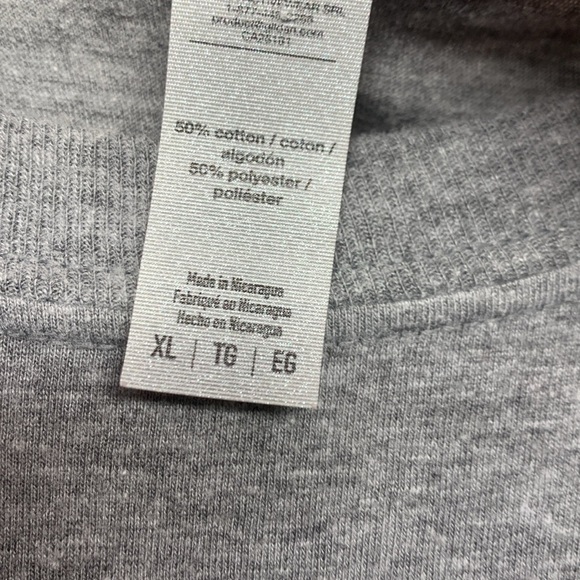 50% cotton / coton /
algodón
50% polyester /
poliéster
Made in Nicaragua
Fabriqué au Nicaragua
Hecho en Nicaragua
XL | TG | EG